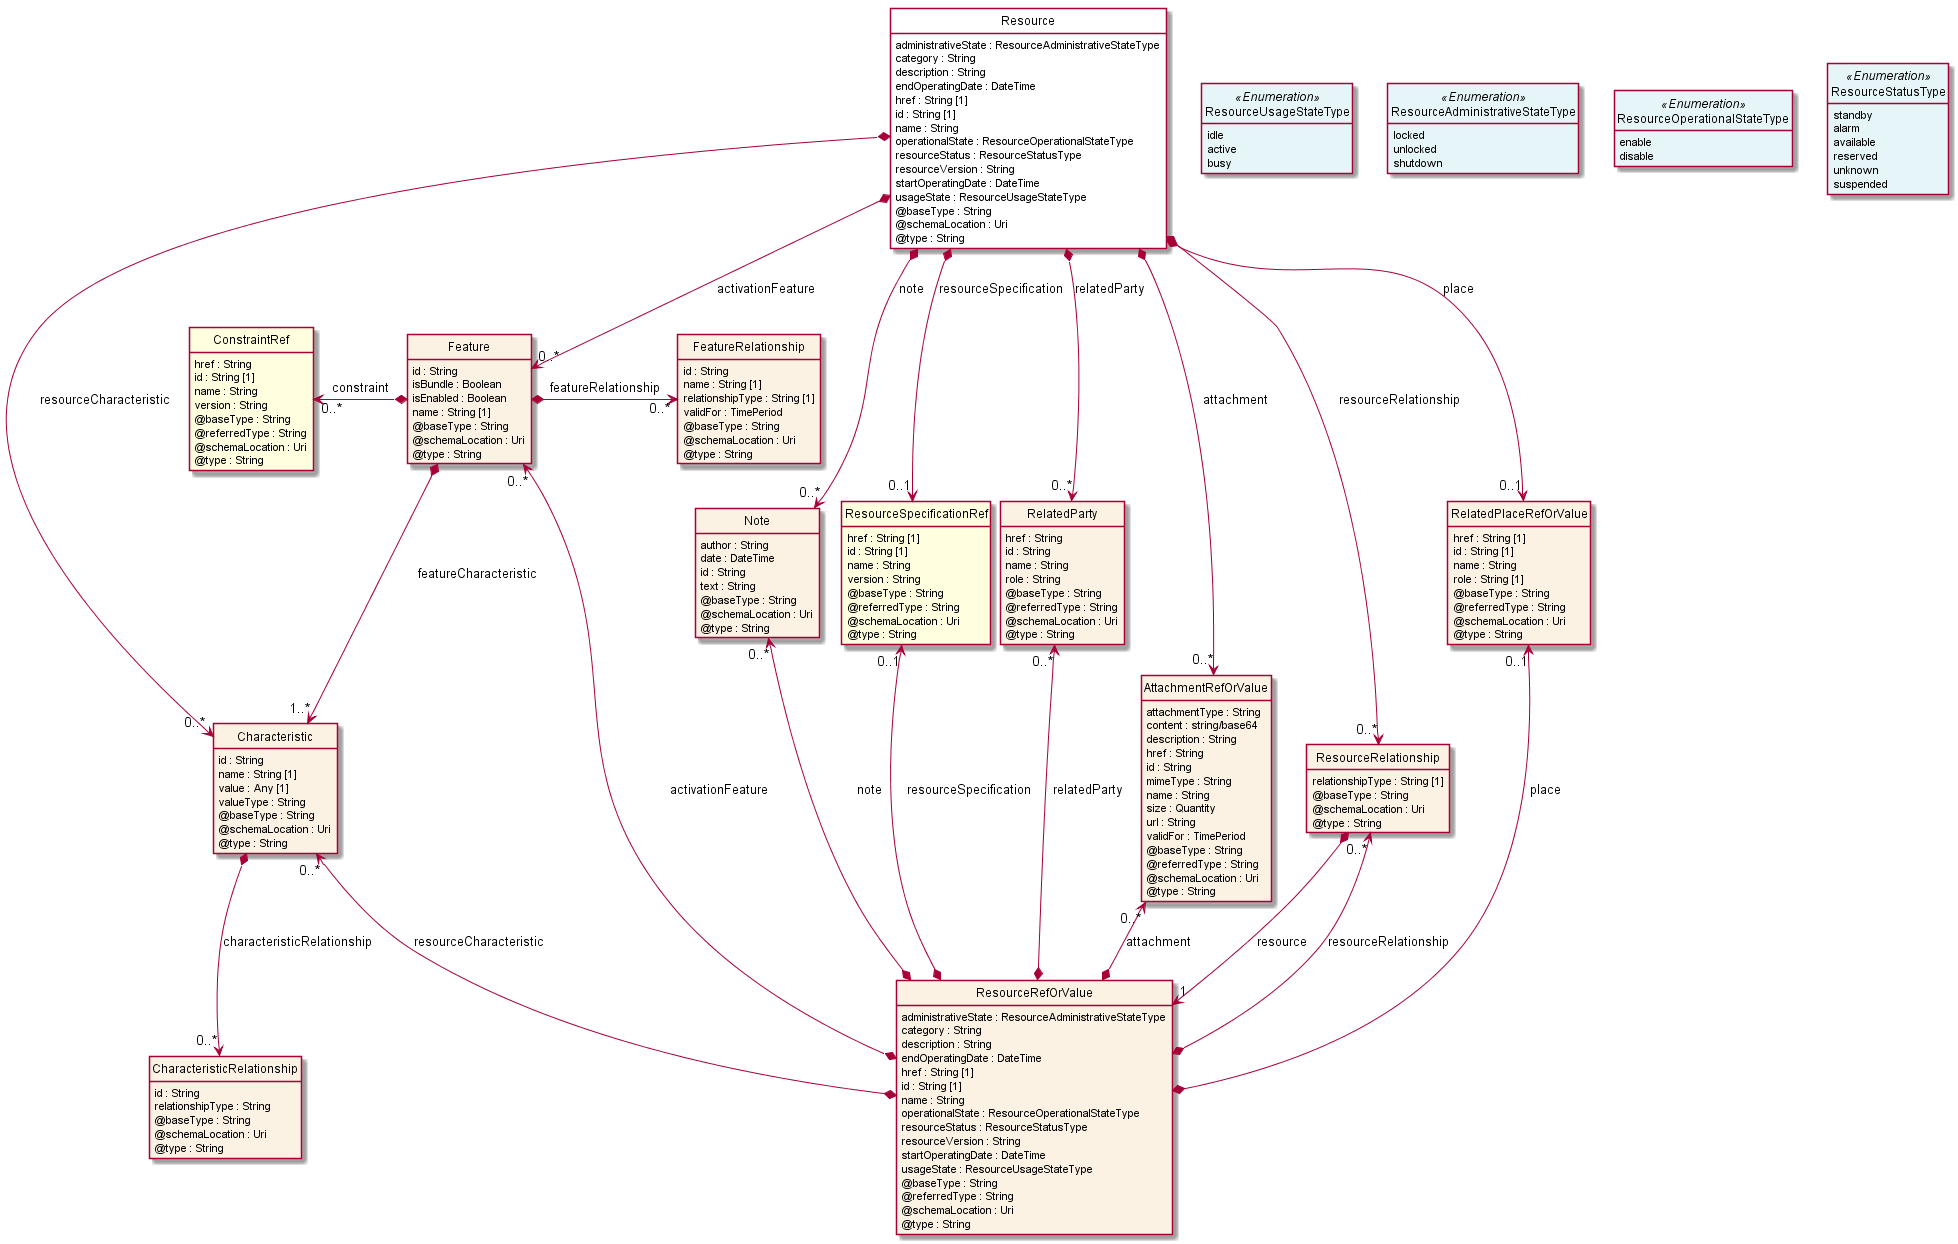 Resource
administrativeState : ResourceAdministrativeStateType
category : String
description : String
endOperatingDate : DateTime
href : String [1]
id : String [1]
name : String
operationalState : ResourceOperationalStateType
resourceStatus : ResourceStatusType
resourceVersion : String
startOperatingDate : DateTime
usageState : ResourceUsageStateType
@baseType : String
@schemaLocation : Uri
@type : String
«Enumeration»
ResourceUsageStateType
idle
active
busy
«Enumeration»
ResourceAdministrativeStateType
locked
unlocked
shutdown
«Enumeration»
ResourceOperationalStateType
enable
disable
«Enumeration»
ResourceStatusType
standby
alarm
available
reserved
unknown
suspended
activationFeature
note
resourceSpecification
relatedParty
place
ConstraintRef
href : String
id : String [1]
name : String
version : String
@baseType : String
@referredType : String
@schemaLocation : Uri
@type : String
constraint
0..*
Feature
id : String
isBundle : Boolean
isEnabled : Boolean
name : String [1]
@baseType : String
@schemaLocation : Uri
@type : String
0..*
featureRelationship
0..*
FeatureRelationship
id : String
name : String [1]
relationshipType : String [1]
validFor : TimePeriod
@baseType : String
@schemaLocation : Uri
@type : String
resourceCharacteristic
attachment
resourceRelationship
0..*
0..*
0..1
0..*
0..1
Note
author : String
date : DateTime
id : String
text : String
@baseType : String
@schemaLocation : Uri
@type : String
ResourceSpecificationRef
href : String [1]
id : String [1]
name : String
version : String
@baseType : String
@referredType : String
@schemaLocation : Uri
@type : String
RelatedParty
href : String
id : String
name : String
role : String
@baseType : String
@referredType : String
@schemaLocation : Uri
@type : String
RelatedPlaceRefOrValue
href : String [1]
id : String [1]
name : String
role : String [1]
@baseType : String
@referredType : String
@schemaLocation : Uri
@type : String
featureCharacteristic
0..*
0..1
0..*
0..*
0..1
0..*
1..*
0..*
Characteristic
id : String
name : String [1]
value : Any [1]
valueType : String
@baseType : String
@schemaLocation : Uri
@type : String
AttachmentRefOrValue
attachmentType : String
content : string/base64
description : String
href : String
id : String
mimeType : String
name : String
size : Quantity
url : String
validFor : TimePeriod
@baseType : String
@referredType : String
@schemaLocation : Uri
@type : String
ResourceRelationship
relationshipType : String [1]
@baseType : String
@schemaLocation : Uri
@type : String
activationFeature
note
resourceSpecification
relatedParty
place
0..*
0..*
0..*
characteristicRelationship
resourceCharacteristic
attachment
resource
resourceRelationship
0..*
1
CharacteristicRelationship
id : String
relationshipType : String
@baseType : String
@schemaLocation : Uri
@type : String
ResourceRefOrValue
administrativeState : ResourceAdministrativeStateType
category : String
description : String
endOperatingDate : DateTime
href : String [1]
id : String [1]
name : String
operationalState : ResourceOperationalStateType
resourceStatus : ResourceStatusType
resourceVersion : String
startOperatingDate : DateTime
usageState : ResourceUsageStateType
@baseType : String
@referredType : String
@schemaLocation : Uri
@type : String